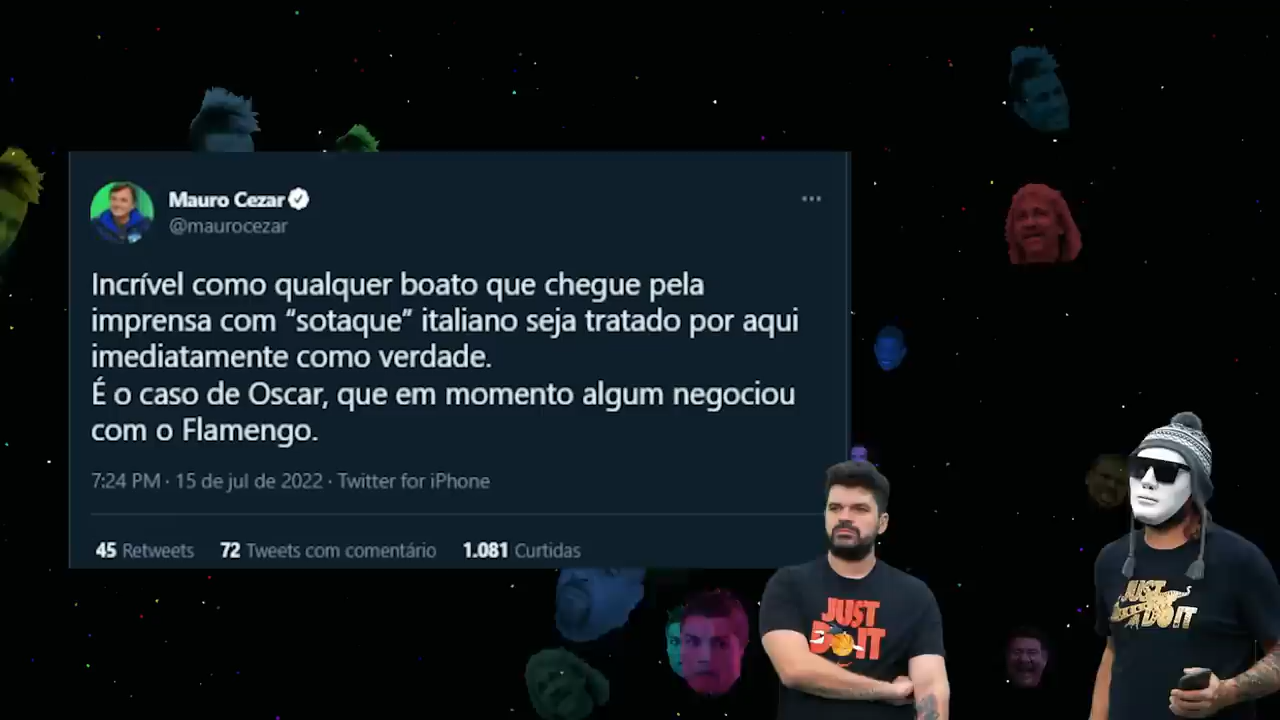 Mauro Cezar
@maurocezar
Incrível como qualquer boato que chegue pela
imprensa com “sotaque” italiano seja tratado por aqui
imediatamente como verdade.
É o caso de Oscar, que em momento algum negociou
com o Flamengo.
7:24 PM · 15 de jul de 2022 · Twitter for iPhone
45 Retweets 72 Tweets com comentário 1.081 Curtidas
JUST
DO IT
JUST
DO IT